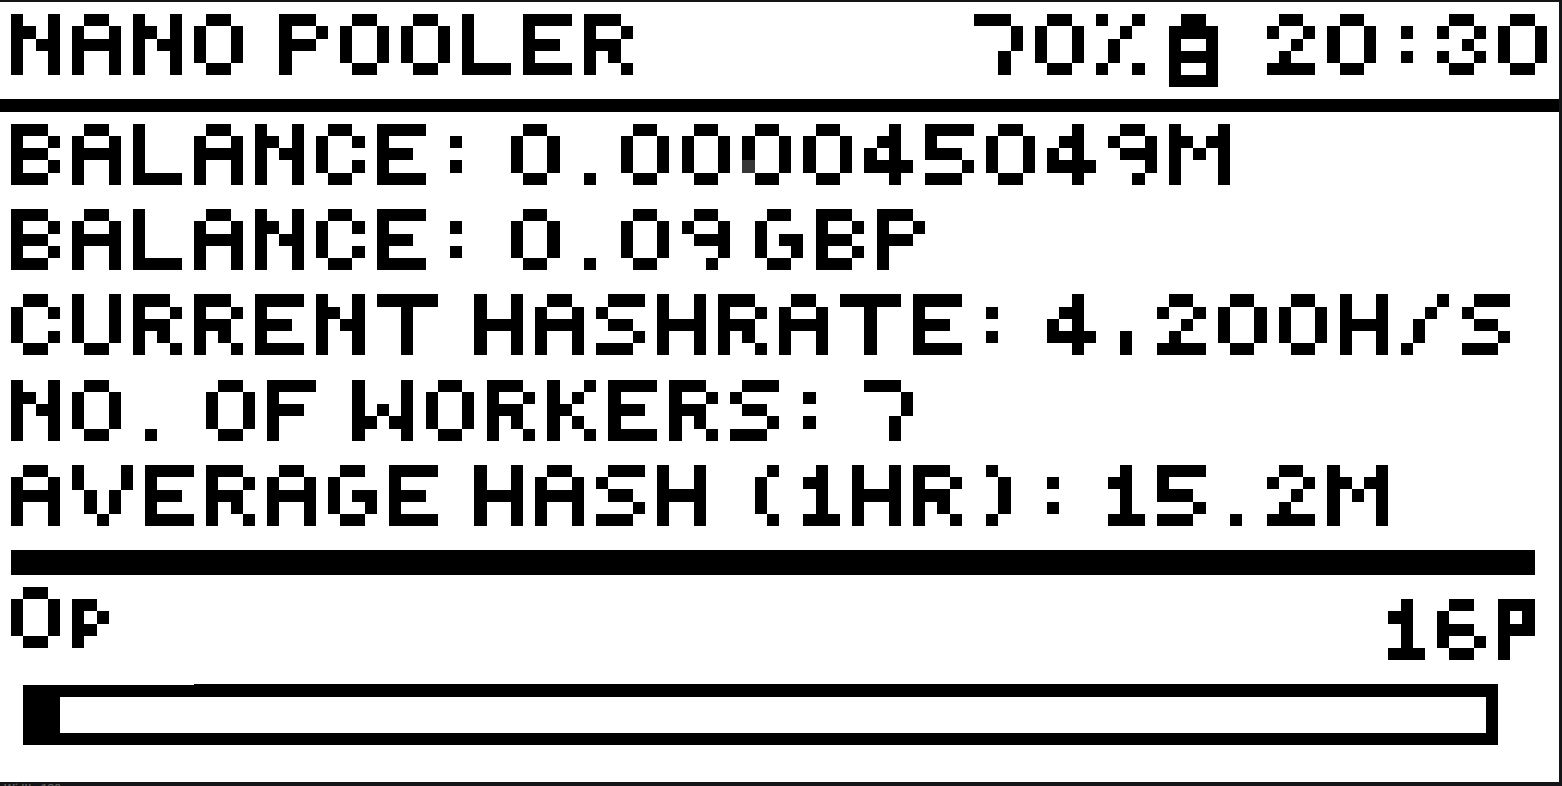 NANO POOLER 70% 20:30
BALANCE: 0.000045049M
BALANCE: 0.09GBP
CURRENT HASHRATE: 4,200H/S
NO. OF WORKERS: 7
AVERAGE HASH (1HR): 15.2M
0p 16P